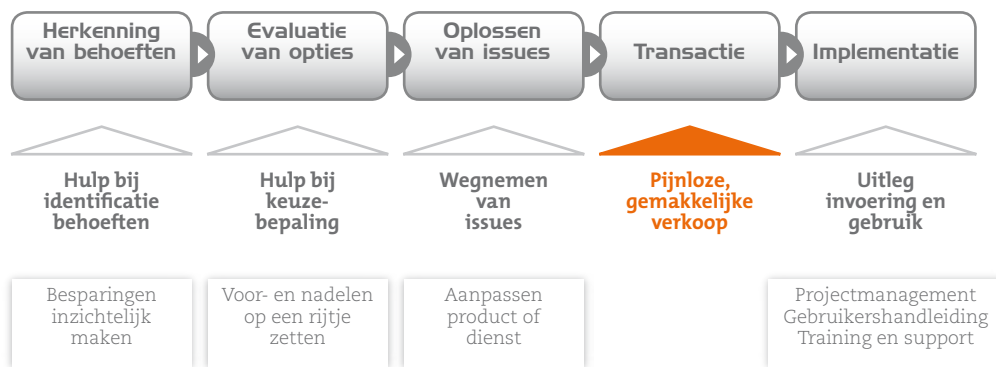 Herkenning
van behoeften
Evaluatie
van opties
Oplossen
van issues
Transactie
Implementatie
Hulp bij
identificatie
behoeften
Hulp bij
keuze-
bepaling
Wegnemen
van
issues
Pijnloze,
gemakkelijke
verkoop
Uitleg
invoering en
gebruik
Besparingen
inzichtelijk
maken
Voor- en nadelen
op een rijtje
zetten
Aanpassen
product of
dienst
Projectmanagement
Gebruikershandleiding
Training en support